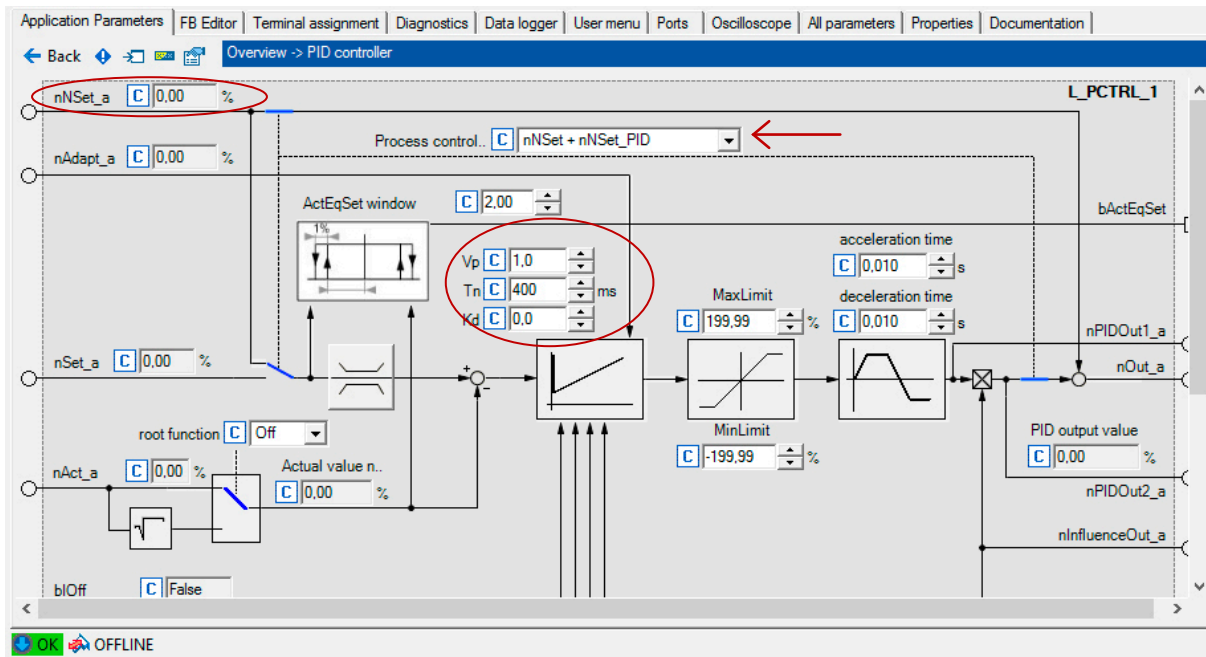 Application Parameters FB Editor Terminal assignment Diagnostics Data logger User menu Ports Oscilloscope All parameters Properties Documentation
Back Overview -> PID controller
L_PCTRL_1
nNSet_a C 0,00 %
Process control.. C nNSet + nNSet_PID
nAdapt_a C 0,00 %
ActEqSet window C 2,00
bActEqSet
1%
acceleration time
C 0,010 s
Vp C 1,0
Tn C 400 ms
Kd C 0,0
MaxLimit
C 199,99 %
deceleration time
C 0,010 s
nPIDOut1_a
nSet_a C 0,00 %
nOut_a
+
-
root function C Off
MinLimit
C -199,99 %
PID output value
C 0,00 %
nAct_a C 0,00 %
Actual value n..
C 0,00 %
nPIDOut2_a
nInfluenceOut_a
bIOff C False
OK OFFLINE